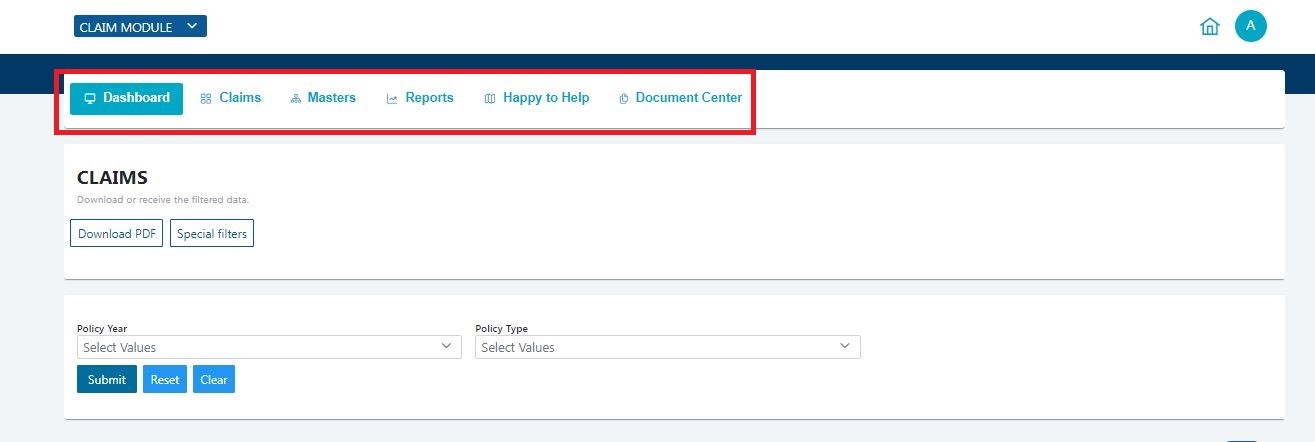 CLAIM MODULE
A
Dashboard Claims Masters Reports Happy to Help Document Center
CLAIMS
Download or receive the filtered data.
Download PDF Special filters
Policy Year Policy Type
Select Values Select Values
Submit Reset Clear